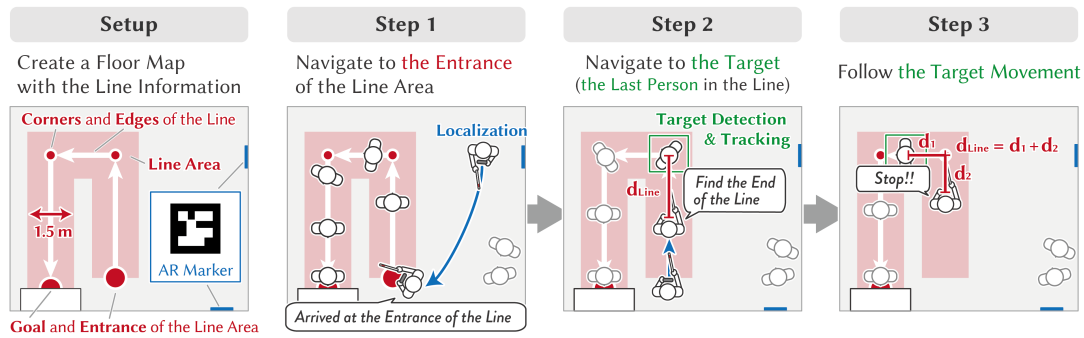 Setup
Create a Floor Map
with the Line Information
Corners and Edges of the Line
Line Area
1.5 m
AR Marker
Goal and Entrance of the Line Area
Step 1
Navigate to the Entrance
of the Line Area
Localization
Arrived at the Entrance of the Line
Step 2
Navigate to the Target
(the Last Person in the Line)
Target Detection
& Tracking
dLine
Find the End
of the Line
Step 3
Follow the Target Movement
d1
dLine = d1 + d2
Stop!!
d2